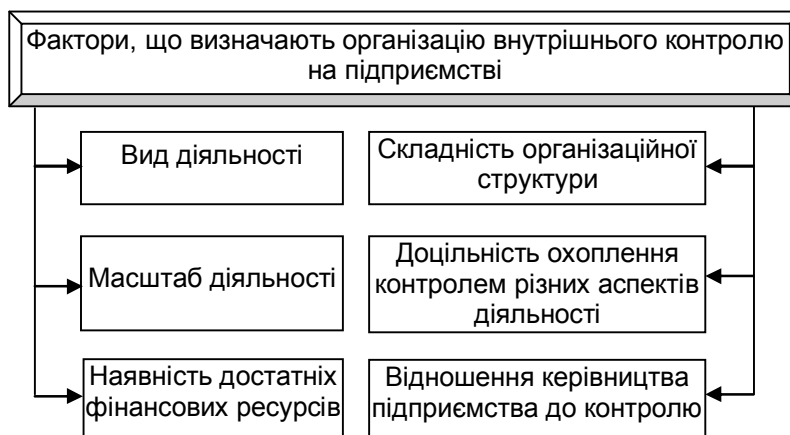 Фактори, що визначають організацію внутрішнього контролю
на підприємстві
Вид діяльності
Складність організаційної
структури
Масштаб діяльності
Доцільність охоплення
контролем різних аспектів
діяльності
Наявність достатніх
фінансових ресурсів
Відношення керівництва
підприємства до контролю